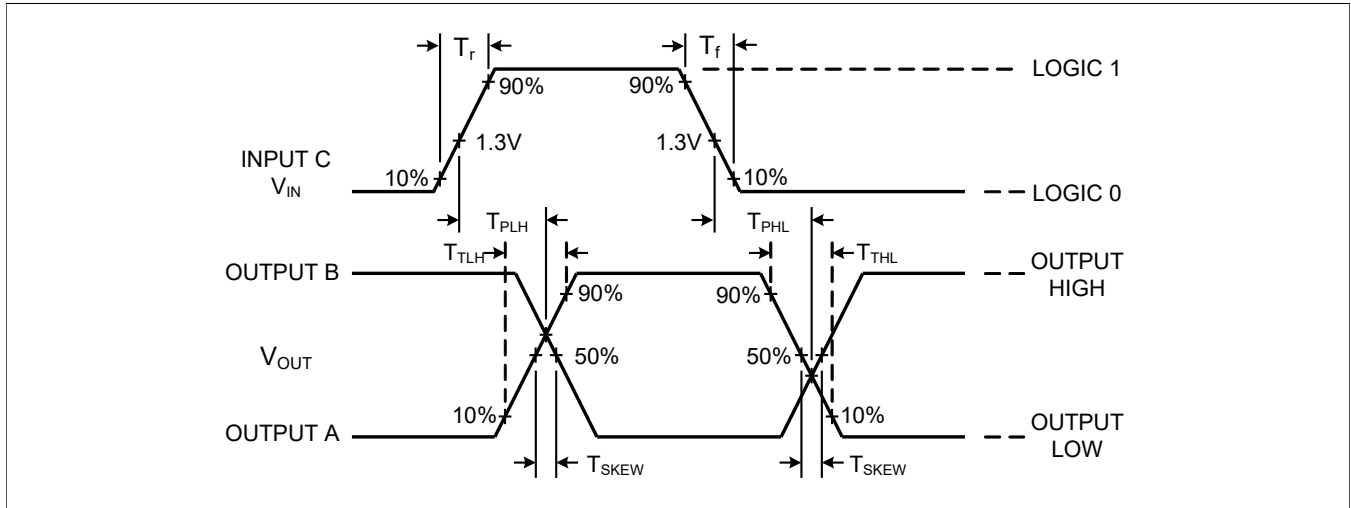 Tr
Tf
LOGIC 1
90%
90%
1.3V
1.3V
INPUT C
VIN
10%
10%
LOGIC 0
TPLH
TPHL
TTLH
TTHL
OUTPUT B
OUTPUT
HIGH
90%
90%
VOUT
50%
50%
10%
10%
OUTPUT A
OUTPUT
LOW
TSKEW
TSKEW